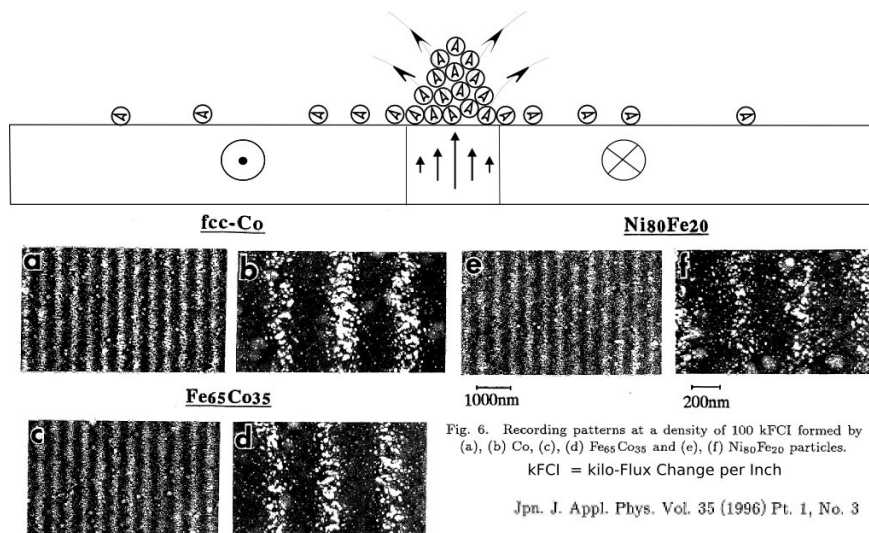 fcc-Co
Ni80Fe20
a
b
e
f
Fe65Co35
1000nm
200nm
c
d
Fig. 6. Recording patterns at a density of 100 kFCI formed by
(a), (b) Co, (c), (d) Fe65Co35 and (e), (f) Ni80Fe20 particles.
kFCI = kilo-Flux Change per Inch
Jpn. J. Appl. Phys. Vol. 35 (1996) Pt. 1, No. 3